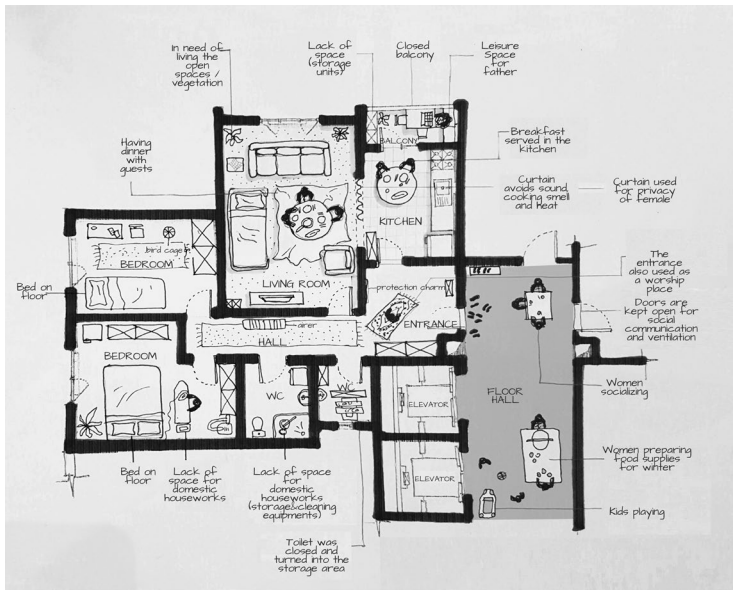 In need of
living the
open
spaces /
vegetation
Lack of
space
(storage
units)
Closed
balcony
Leisure
Space
for
father
Having
dinner
with
guests
Breakfast
served in the
kitchen
Curtain
avoids sound,
cooking smell
and heat
Curtain used
for privacy
of female
BALCONY
KITCHEN
bird cage
BEDROOM
LIVING ROOM
protection charm
The
entrance
also used as
a worship
place
Bed on
floor
Doors are
kept open for
social
communication
and ventilation
airer
ENTRANCE
HALL
BEDROOM
WC
WC
ELEVATOR
FLOOR
HALL
Women
socializing
ELEVATOR
Women preparing
food supplies
for winter
Bed on
floor
Lack of
space for
domestic
houseworks
Lack of space
for
domestic
houseworks
(storage&cleaning
equipments)
Kids playing
Toilet was
closed and
turned into the
storage area